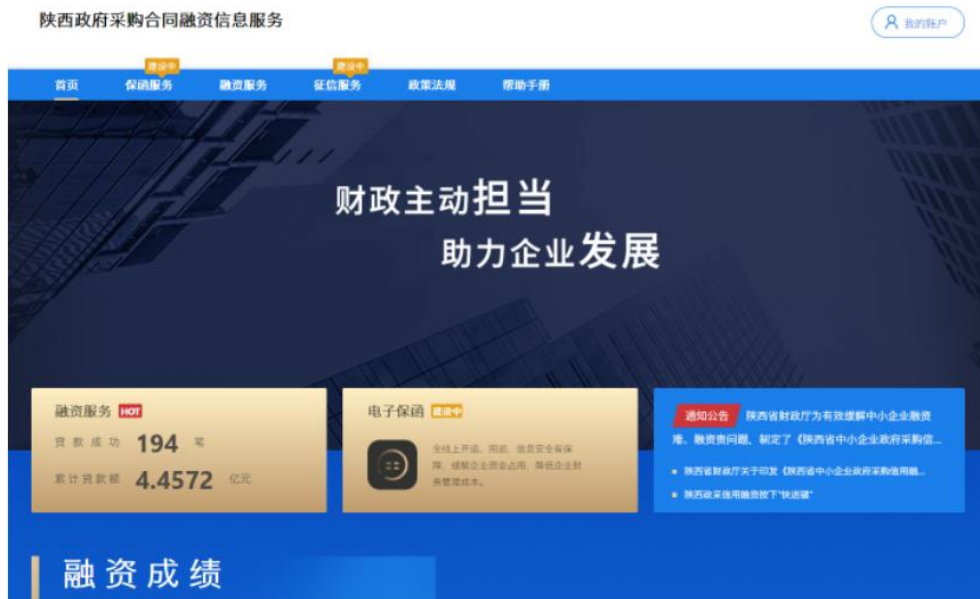 陕西政府采购合同融资信息服务
我的账户
建设中 建设中
首页 保函服务 融资服务 征信服务 政策法规 帮助手册
财政主动担当
助力企业发展
融资服务 HOT
贷款成功 194 笔
累计贷款额 4.4572 亿元
电子保函 建设中
全线上开函、用函，信息安全有保
障，缓解企业资金占用，降低企业财
务管理成本。
通知公告 陕西省财政厅为有效缓解中小企业融资
难、融资贵问题，制定了《陕西省中小企业政府采购信...
陕西省财政厅关于印发《陕西省中小企业政府采购信用融...
陕西政采信用融资按下“快进键”
融资成绩